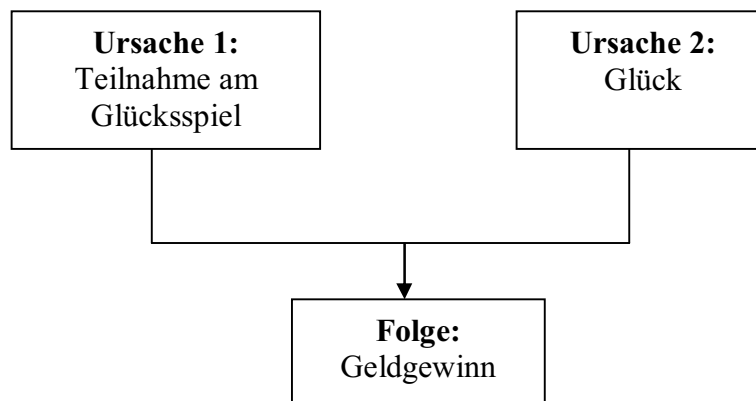 Ursache 1:
Teilnahme am
Glücksspiel
Ursache 2:
Glück
Folge:
Geldgewinn